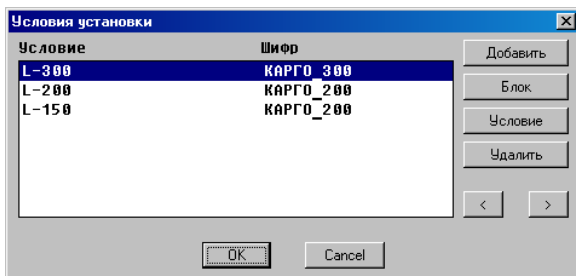 Условия установки
Условие Шифр
L-300 КАРГО_300
L-200 КАРГО_200
L-150 КАРГО_200
Добавить
Блок
Условие
Удалить
< >
OK Cancel